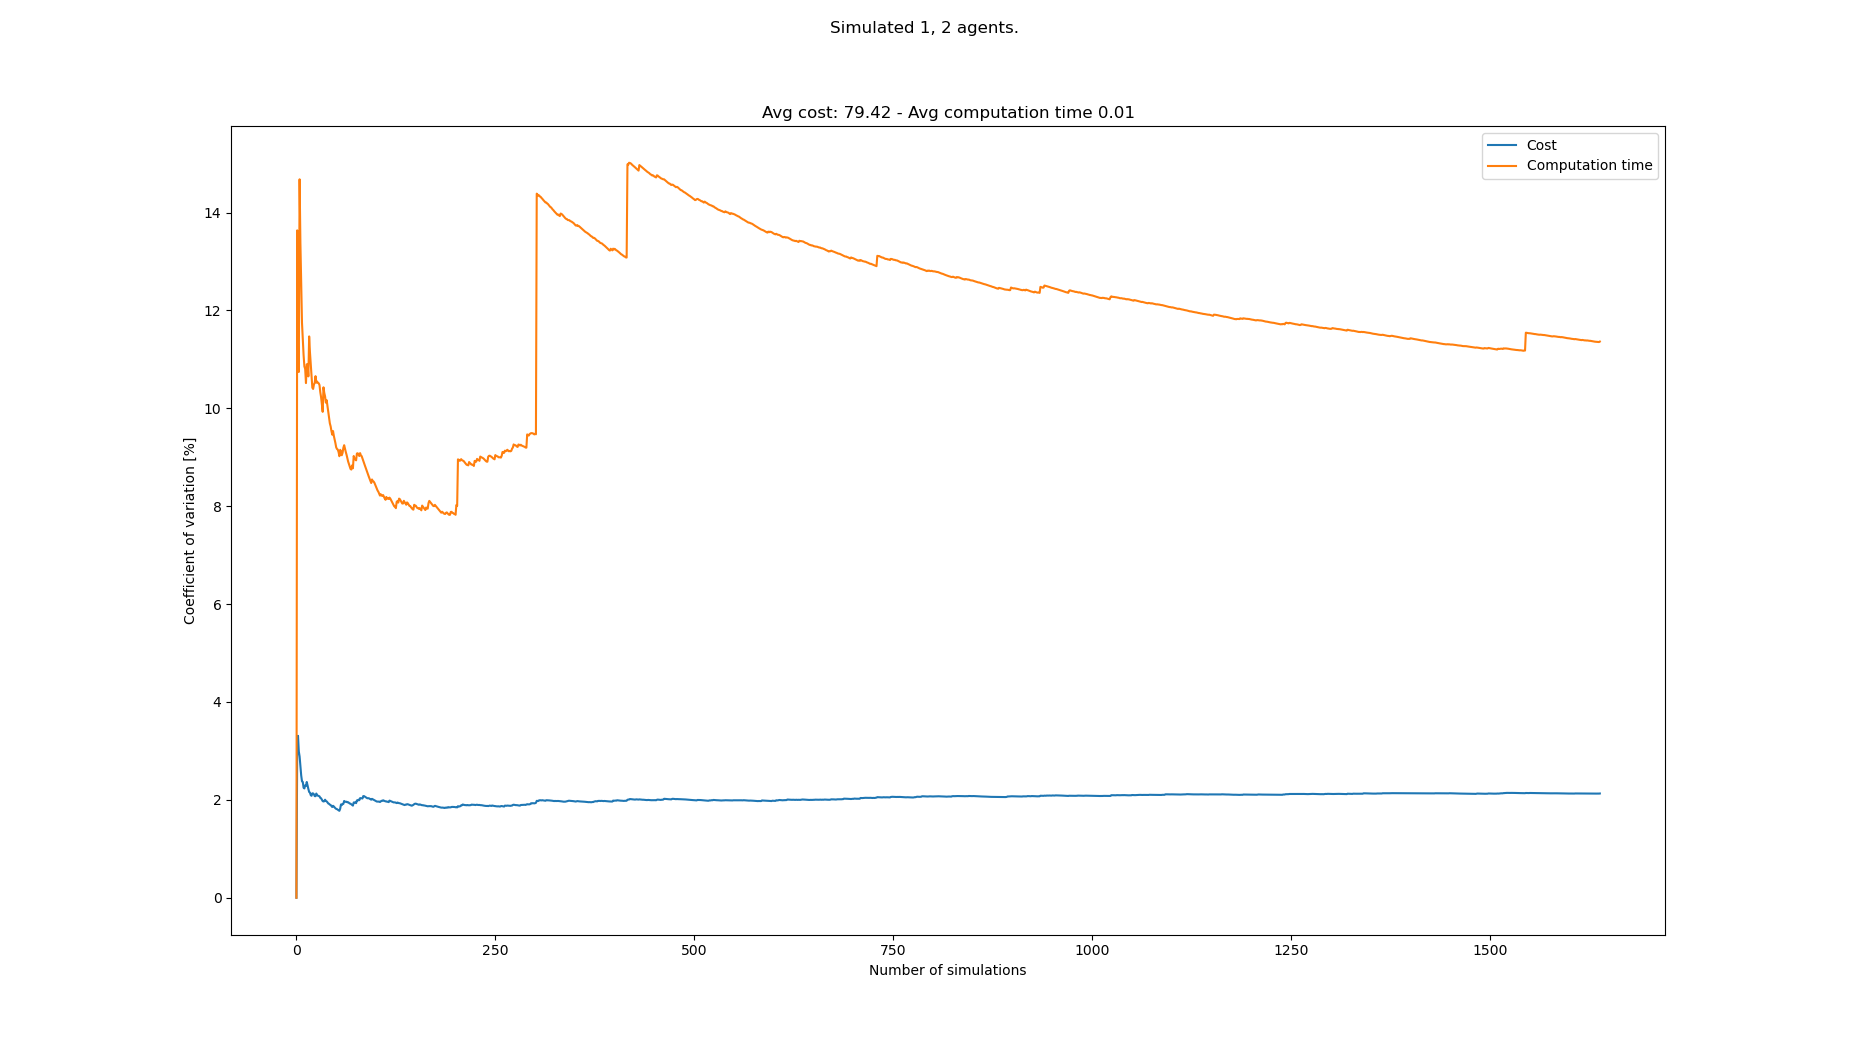 Simulated 1, 2 agents.
Avg cost: 79.42 - Avg computation time 0.01
Cost
Computation time
Coefficient of variation [%]
14
12
10
8
6
4
2
0
0 250 500 750 1000 1250 1500
Number of simulations